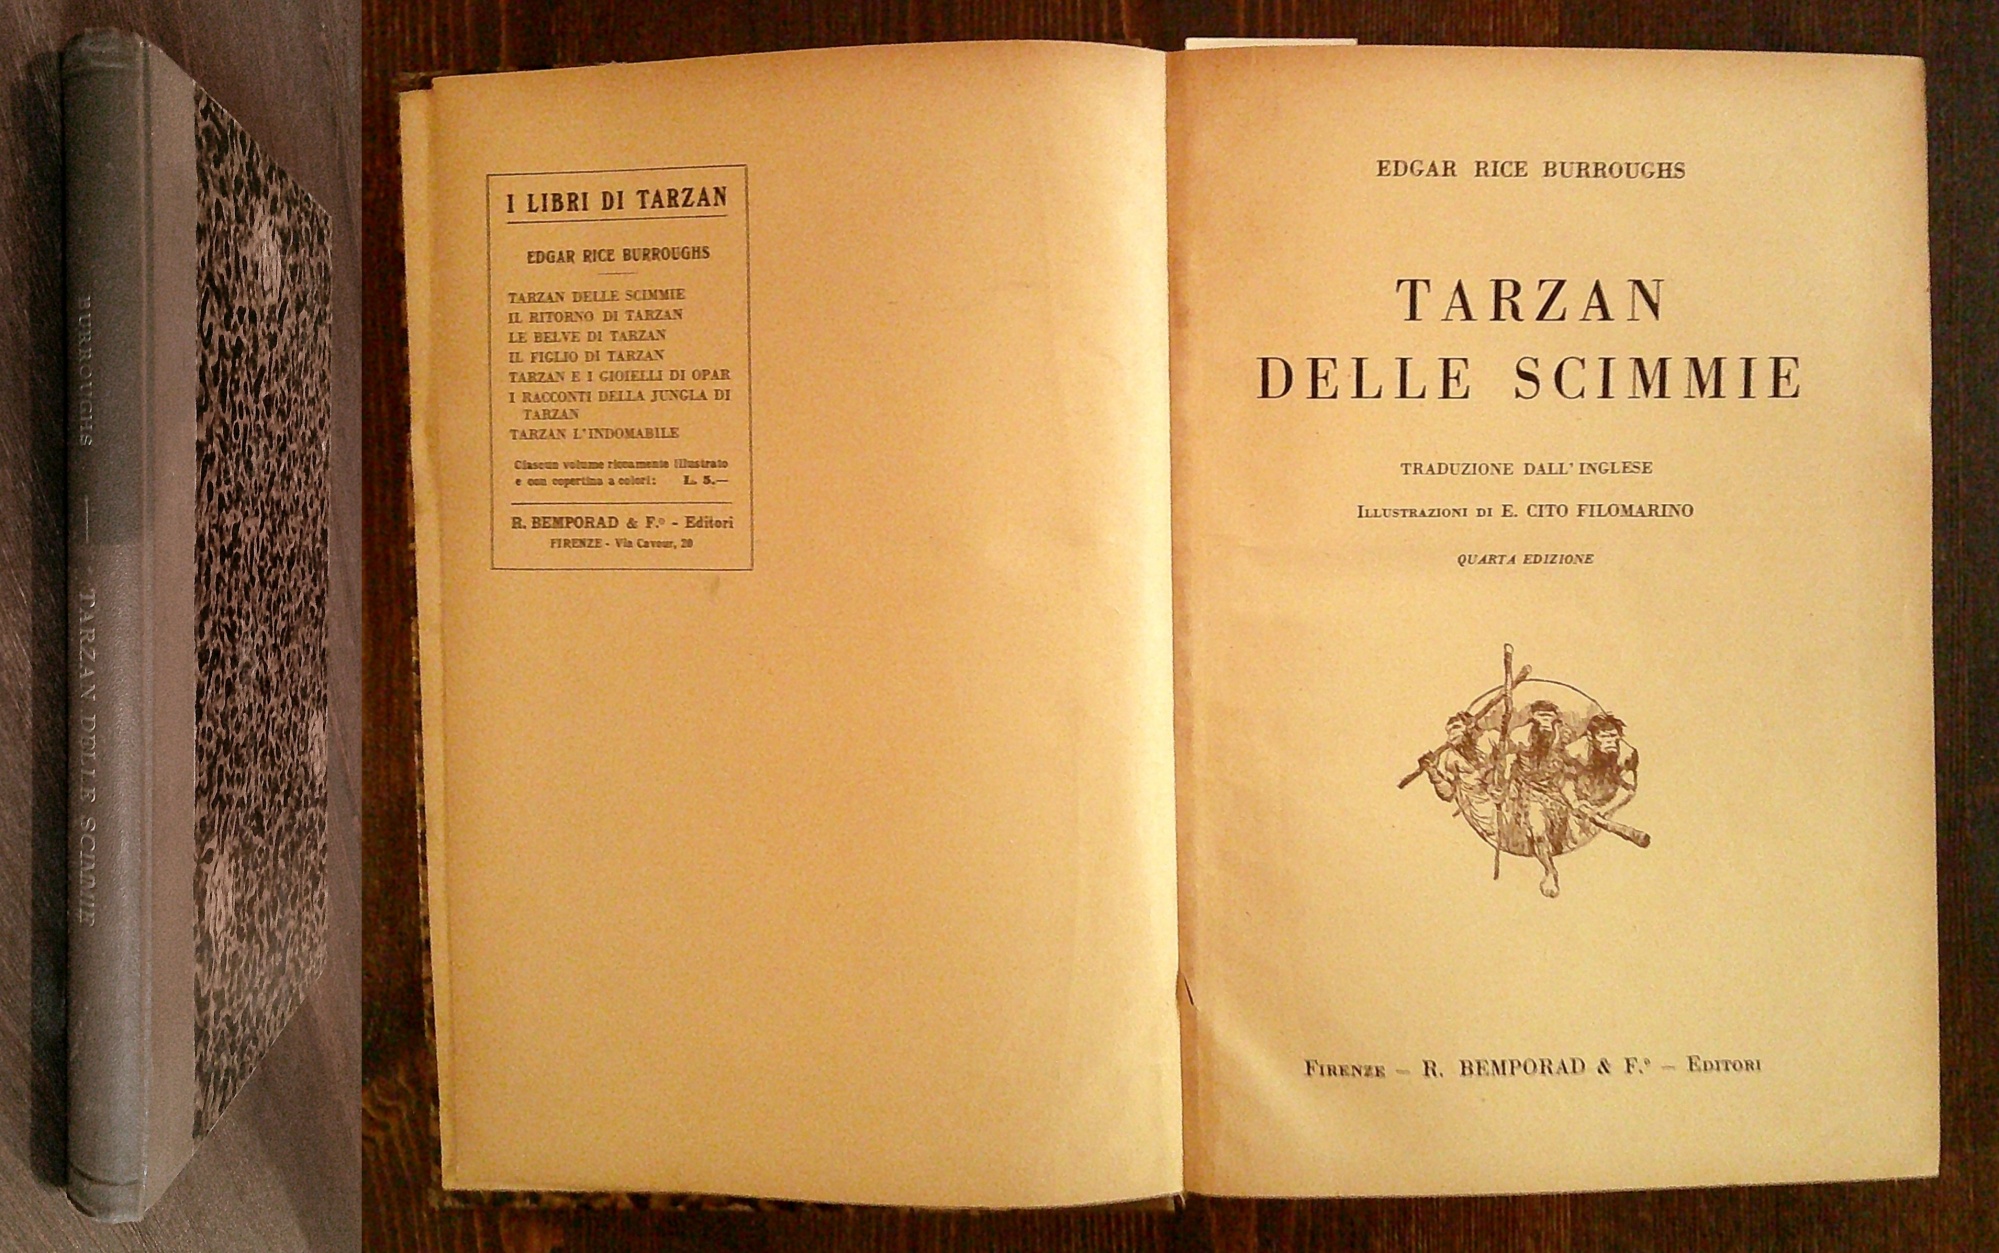 BURROUGHS — TARZAN DELLE SCIMMIE
I LIBRI DI TARZAN
EDGAR RICE BURROUGHS
TARZAN DELLE SCIMMIE
IL RITORNO DI TARZAN
LE BELVE DI TARZAN
IL FIGLIO DI TARZAN
TARZAN E I GIOIELLI DI OPAR
I RACCONTI DELLA JUNGLA DI
TARZAN
TARZAN L'INDOMABILE
Ciascun volume riccamente illustrato
e con copertina a colori: L. 5.—
R. BEMPORAD & F.º - Editori
FIRENZE - Via Cavour, 20
EDGAR RICE BURROUGHS
TARZAN
DELLE SCIMMIE
TRADUZIONE DALL' INGLESE
ILLUSTRAZIONI DI E. CITO FILOMARINO
QUARTA EDIZIONE
FIRENZE — R. BEMPORAD & F.º — EDITORI